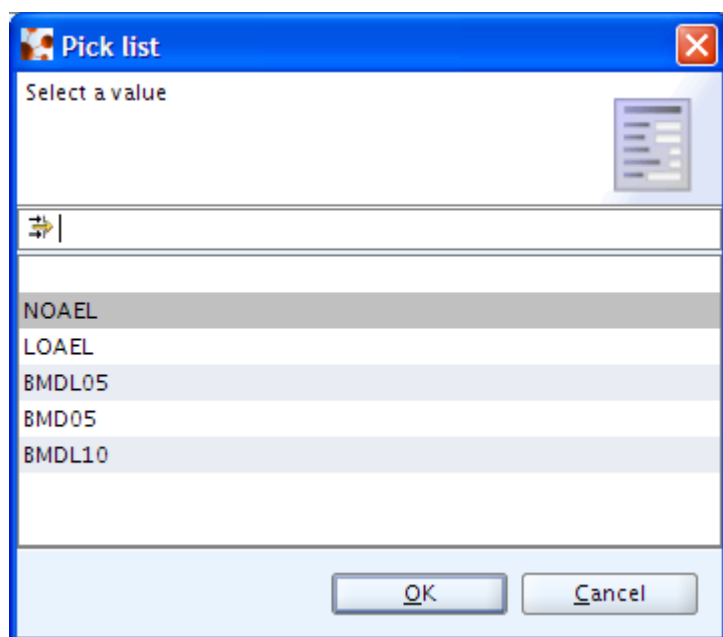 Pick list
Select a value
NOAEL
LOAEL
BMDL05
BMD05
BMDL10
OK
Cancel